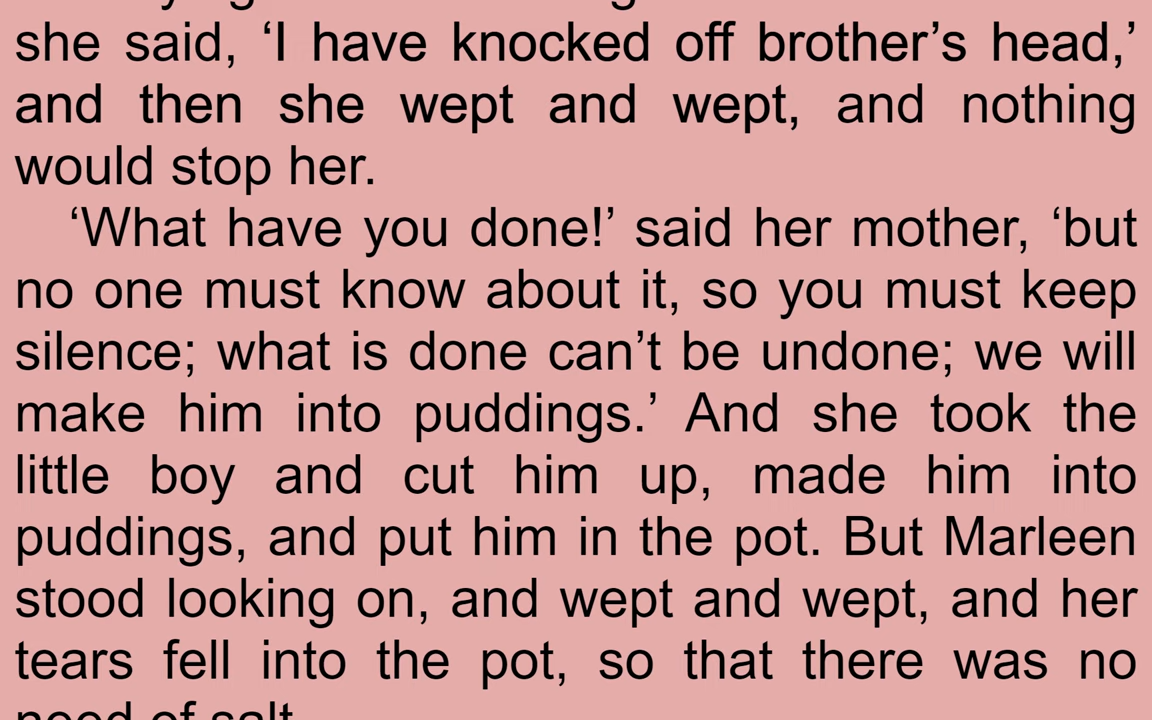 she said, ‘I have knocked off brother’s head,’
and then she wept and wept, and nothing
would stop her.
‘What have you done!’ said her mother, ‘but
no one must know about it, so you must keep
silence; what is done can’t be undone; we will
make him into puddings.’ And she took the
little boy and cut him up, made him into
puddings, and put him in the pot. But Marleen
stood looking on, and wept and wept, and her
tears fell into the pot, so that there was no
need of salt.